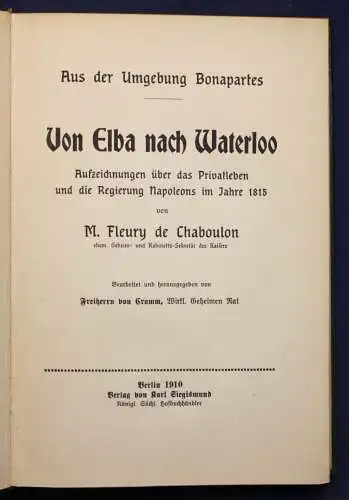 Aus der Umgebung Bonapartes
Von Elba nach Waterloo
Aufzeichnungen über das Privatleben
und die Regierung Napoleons im Jahre 1815
von
M. Fleury de Chaboulon
ehem. Geheim- und Kabinetts-Sekretär des Kaisers
Bearbeitet und herausgegeben von
Freiherrn von Cramm, Wirkl. Geheimen Rat
Berlin 1910
Verlag von Karl Siegismund
Königl. Sächs. Hofbuchhändler